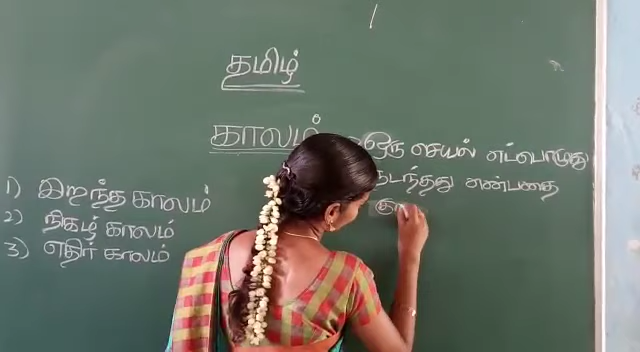 தமிழ்
காலம்
ஒரு செயல் எப்பொழுது
நடந்தது என்பதை
1) இறந்த காலம்
2) நிகழ் காலம்
3) எதிர் காலம்